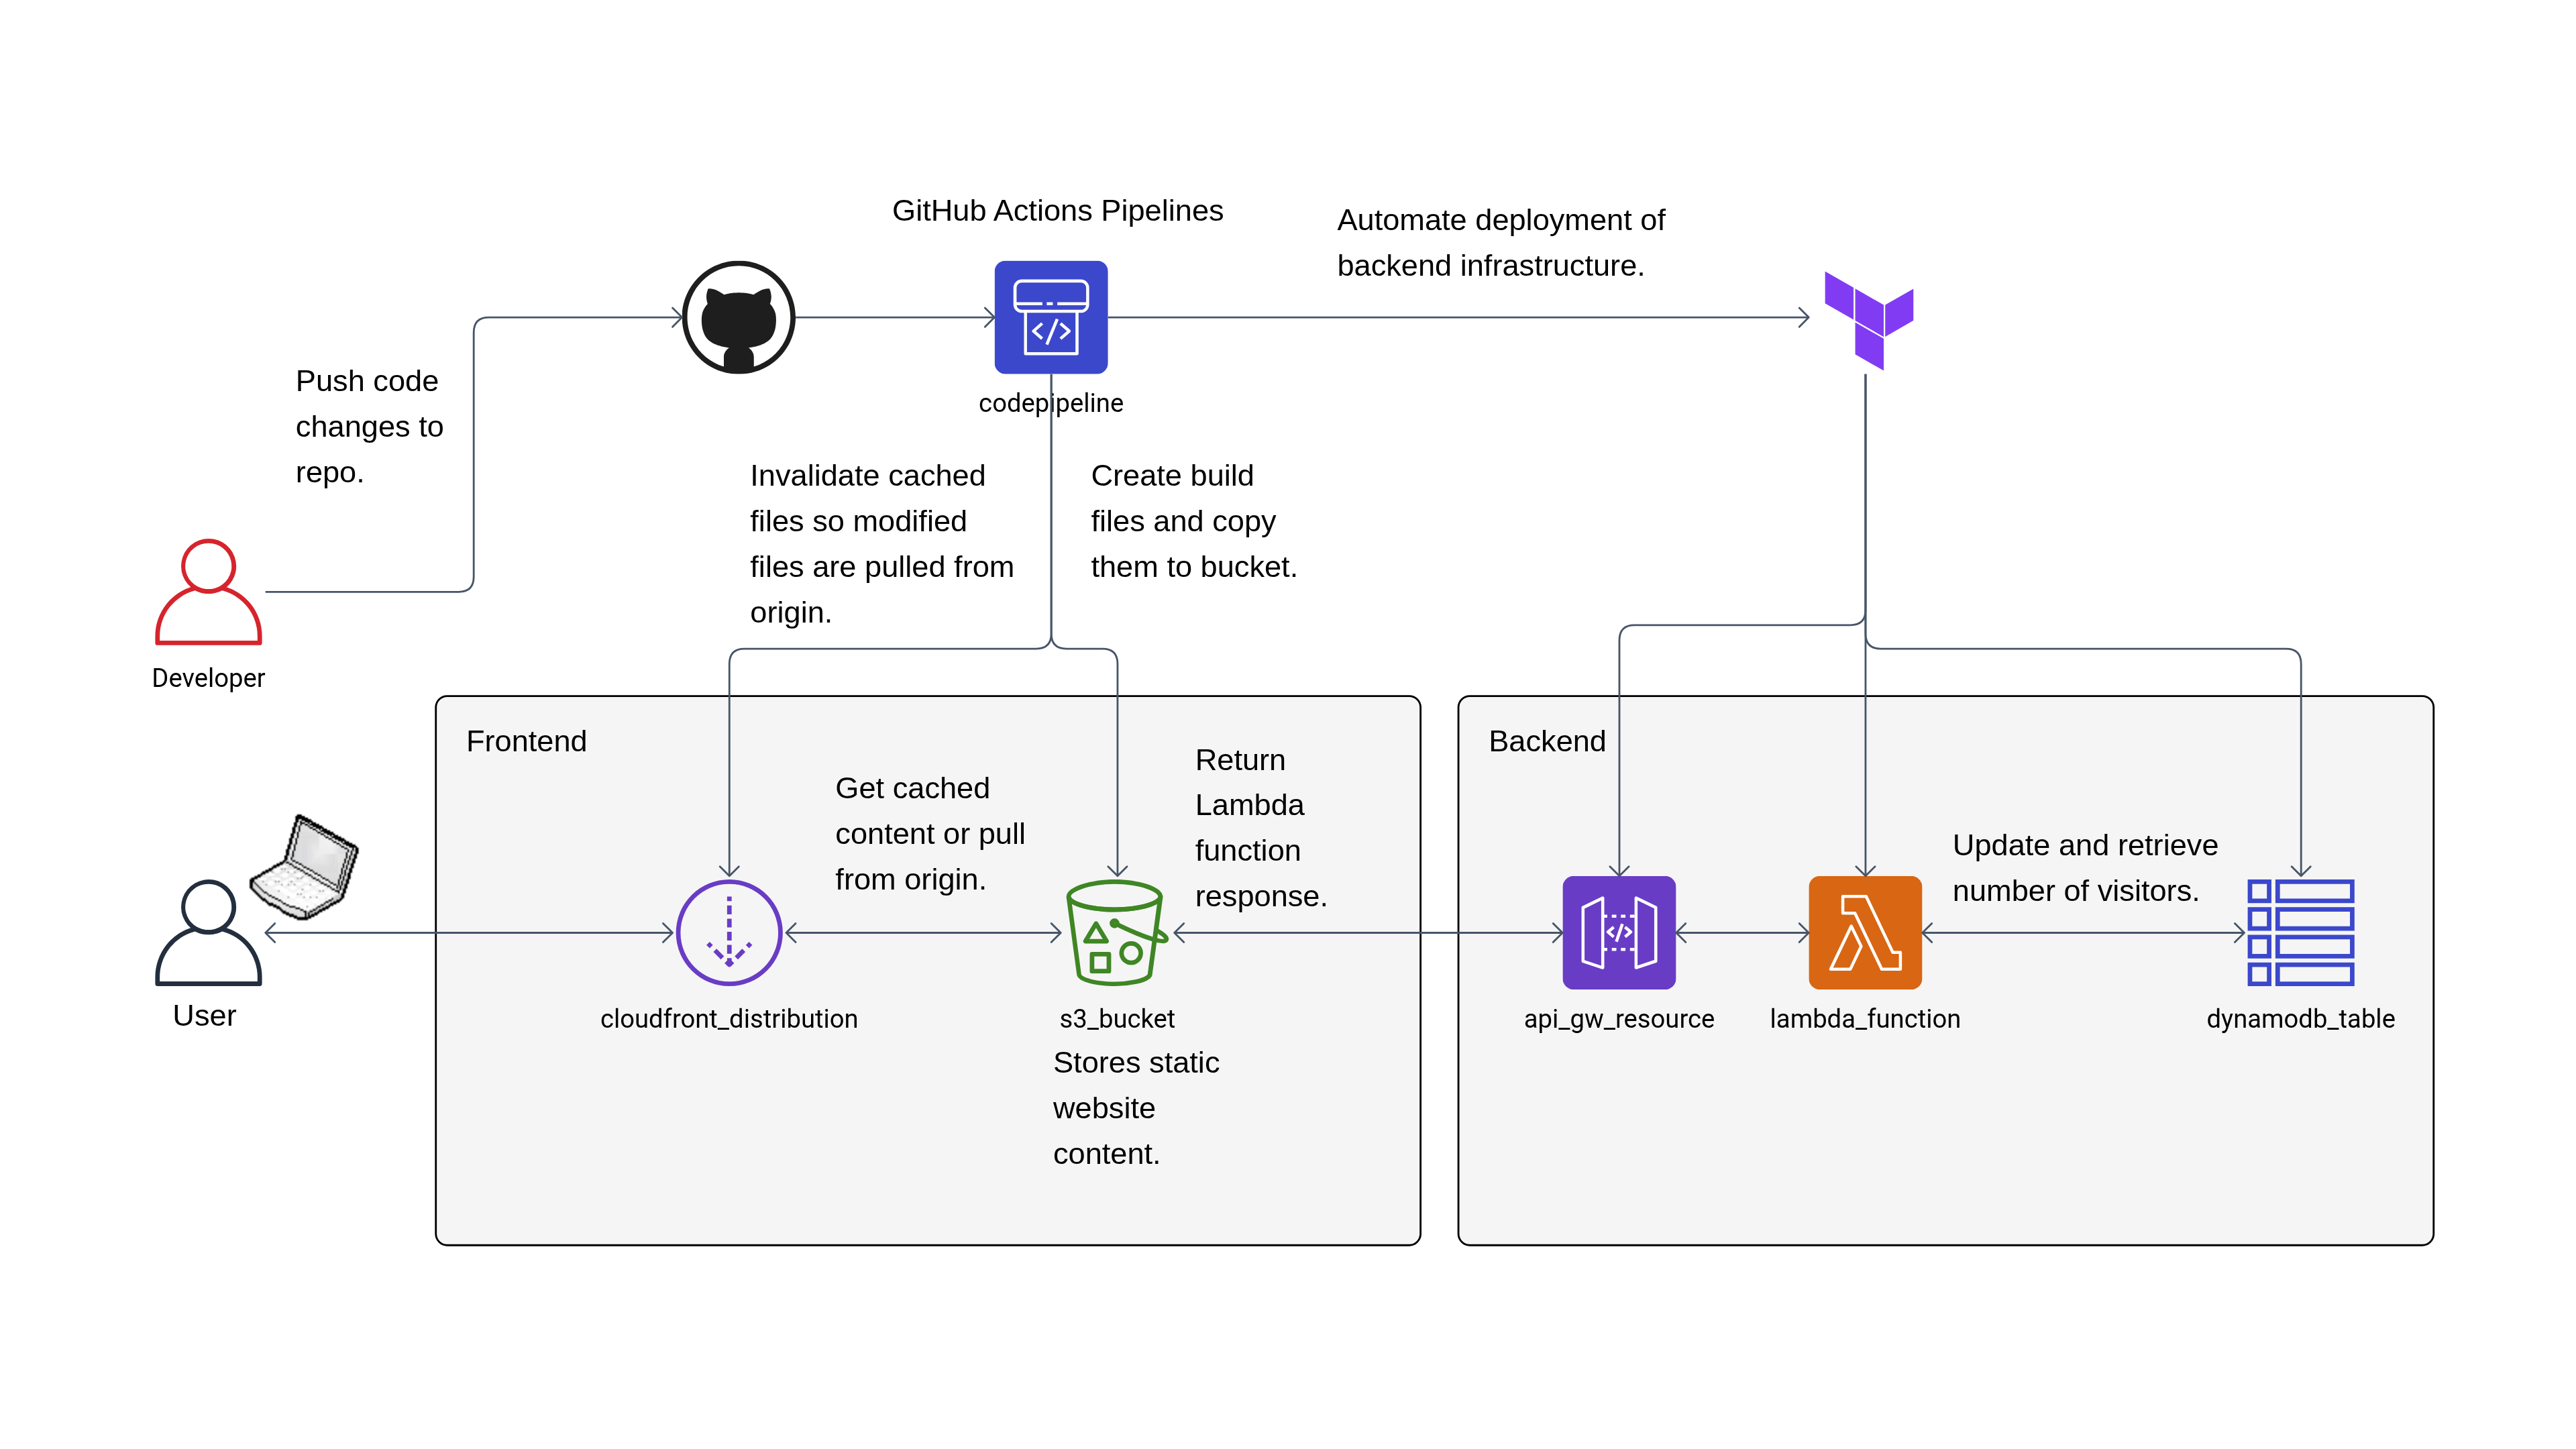 GitHub Actions Pipelines
Automate deployment of
backend infrastructure.
Push code
changes to
repo.
codepipeline
Invalidate cached
files so modified
files are pulled from
origin.
Create build
files and copy
them to bucket.
Developer
Frontend
Backend
Return
Lambda
function
response.
Get cached
content or pull
from origin.
Update and retrieve
number of visitors.
User
cloudfront_distribution
s3_bucket
Stores static
website
content.
api_gw_resource
lambda_function
dynamodb_table